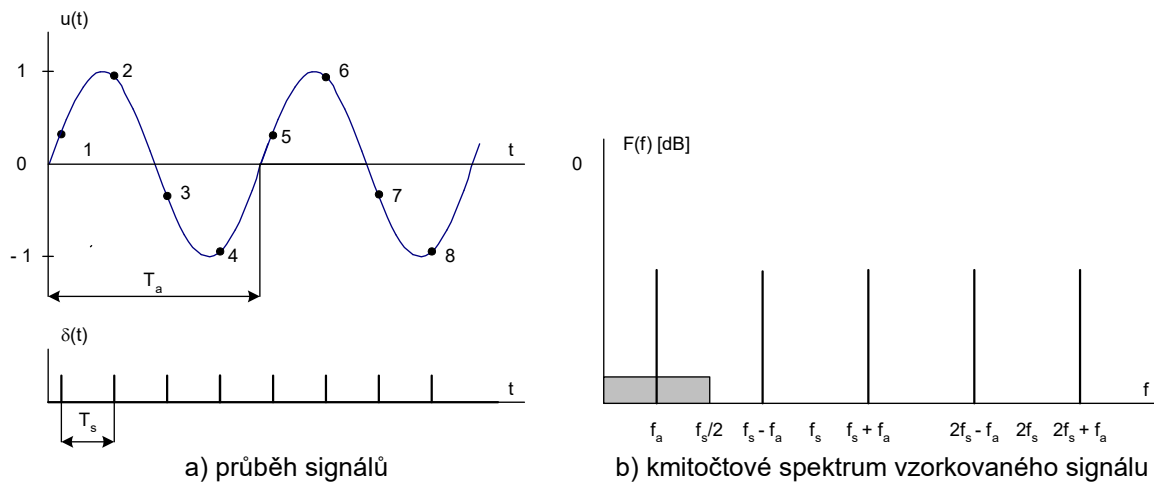 u(t)
1
2
6
1
5
t
0
3
7
- 1
4
8
T_a
δ(t)
t
T_s
a) průběh signálů
F(f) [dB]
0
f
f_a f_s/2 f_s - f_a f_s f_s + f_a 2f_s - f_a 2f_s 2f_s + f_a
b) kmitočtové spektrum vzorkovaného signálu